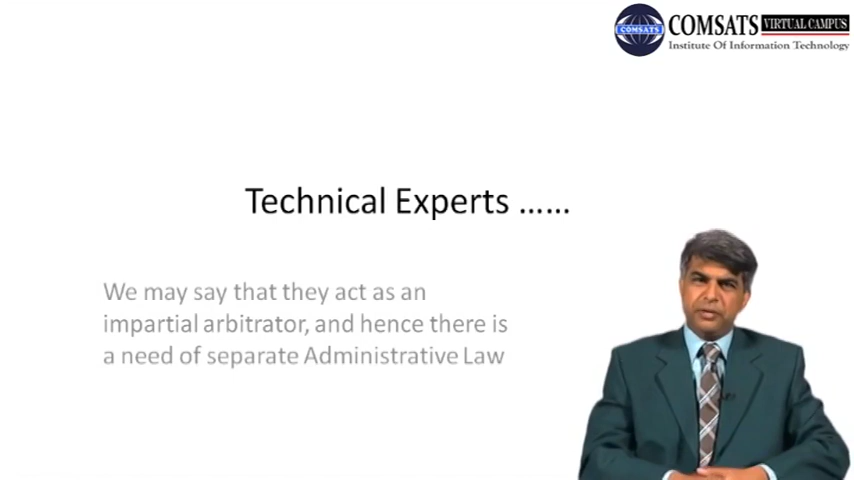 COMSATS
COMSATS VIRTUAL CAMPUS
Institute Of Information Technology
Technical Experts ......
We may say that they act as an
impartial arbitrator, and hence there is
a need of separate Administrative Law